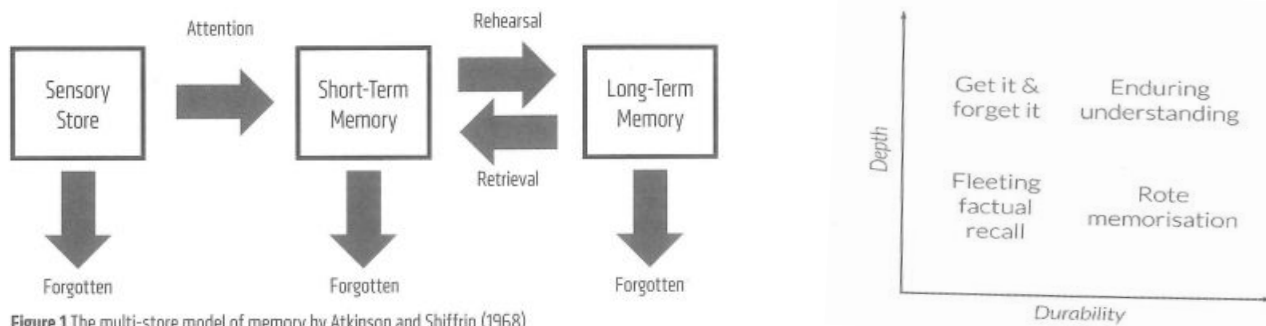 Attention
Rehearsal
Sensory
Store
Short-Term
Memory
Long-Term
Memory
Retrieval
Forgotten
Forgotten
Forgotten
Figure 1 The multi-store model of memory by Atkinson and Shiffrin (1968)
Depth
Get it &
forget it
Enduring
understanding
Fleeting
factual
recall
Rote
memorisation
Durability